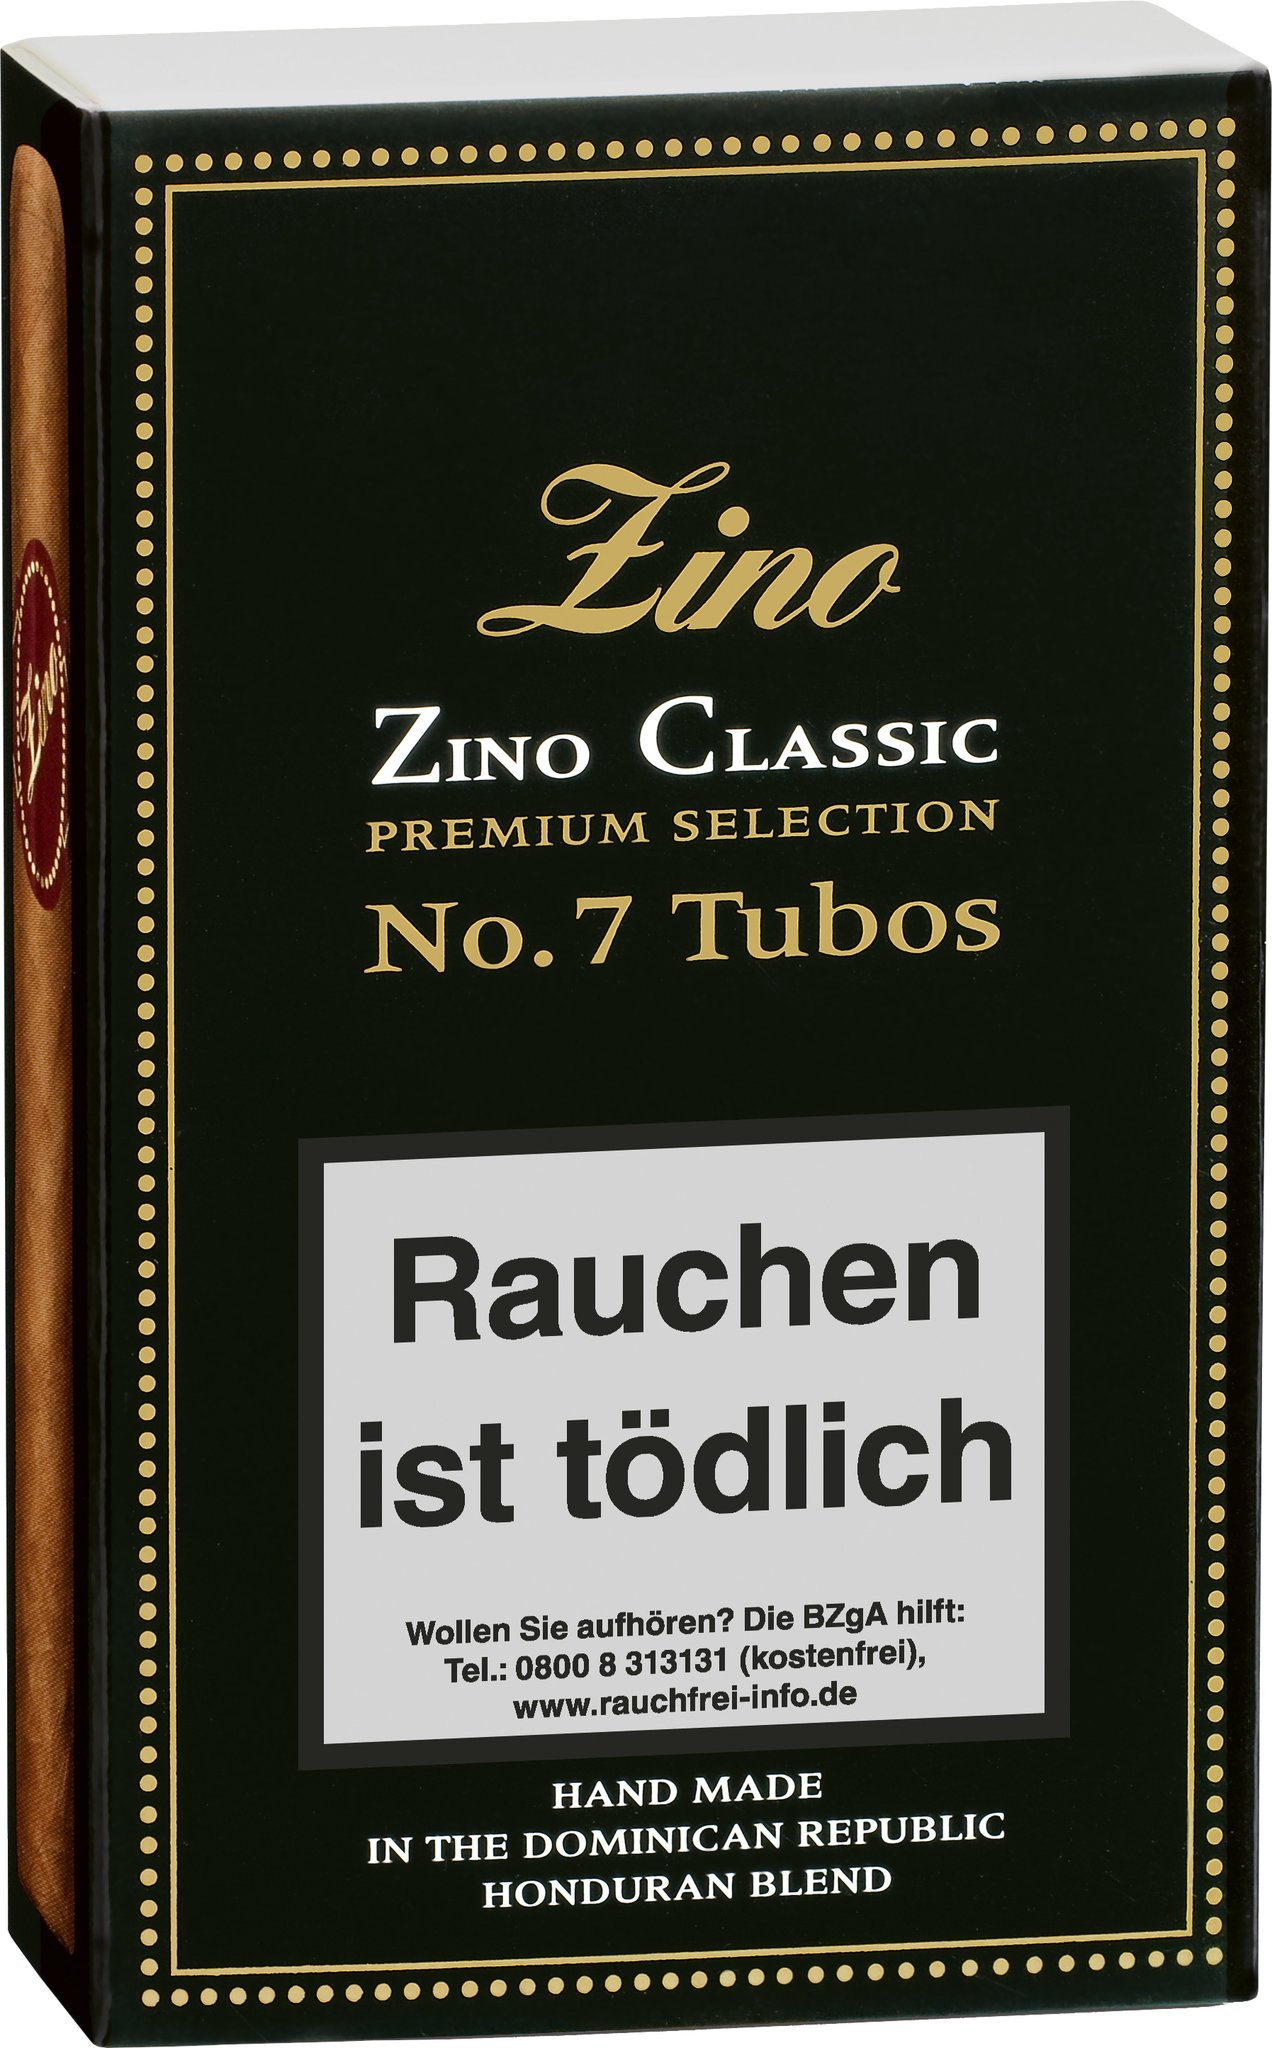 Zino
ZINO CLASSIC
PREMIUM SELECTION
No. 7 Tubos
Rauchen
ist tödlich
Wollen Sie aufhören? Die BZgA hilft:
Tel.: 0800 8 313131 (kostenfrei),
www.rauchfrei-info.de
HAND MADE
IN THE DOMINICAN REPUBLIC
HONDURAN BLEND
Zino